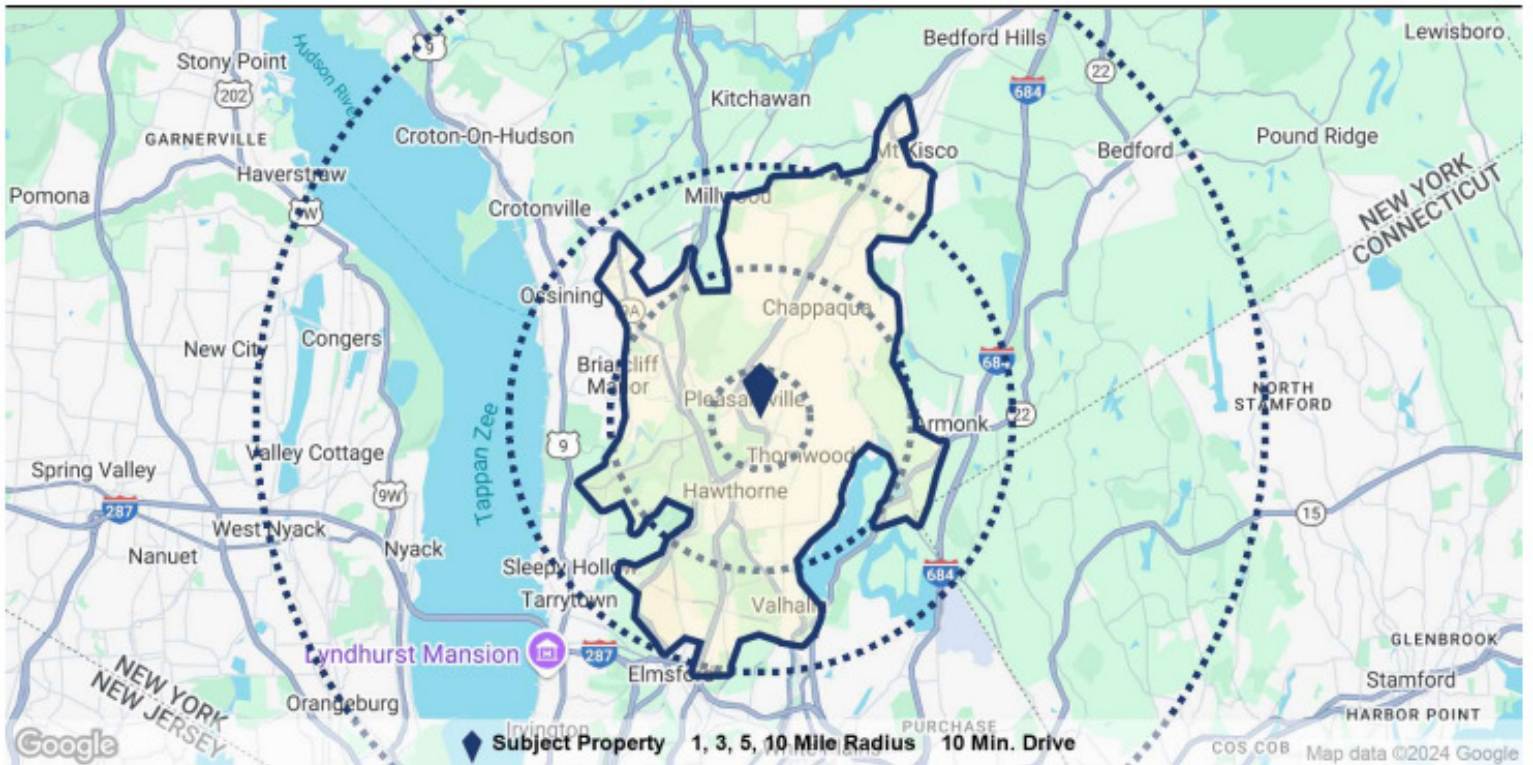 Lewisboro
Bedford Hills
9
Stony Point
Hudson River
22
202
684
Kitchawan
GARNERVILLE
Croton-On-Hudson
Pound Ridge
Mt Kisco
Bedford
Haverstraw
NEW YORK
CONNECTICUT
Pomona
Millwood
Crotonville
9W
Ossining
9A
Chappaqua
Congers
New City
684
Briarcliff
Manor
NORTH
STAMFORD
Pleasantville
22
Armonk
9
Valley Cottage
Thornwood
Spring Valley
Tappan Zee
Hawthorne
9W
287
15
West Nyack
Nyack
Nanuet
Sleepy Hollow
684
Tarrytown
Valhalla
GLENBROOK
Lyndhurst Mansion
287
Elmsford
Stamford
NEW YORK
NEW JERSEY
Orangeburg
HARBOR POINT
Irvington
PURCHASE
Google
Subject Property 1, 3, 5, 10 Mile Radius 10 Min. Drive
White Plains
COS COB
Map data ©2024 Google